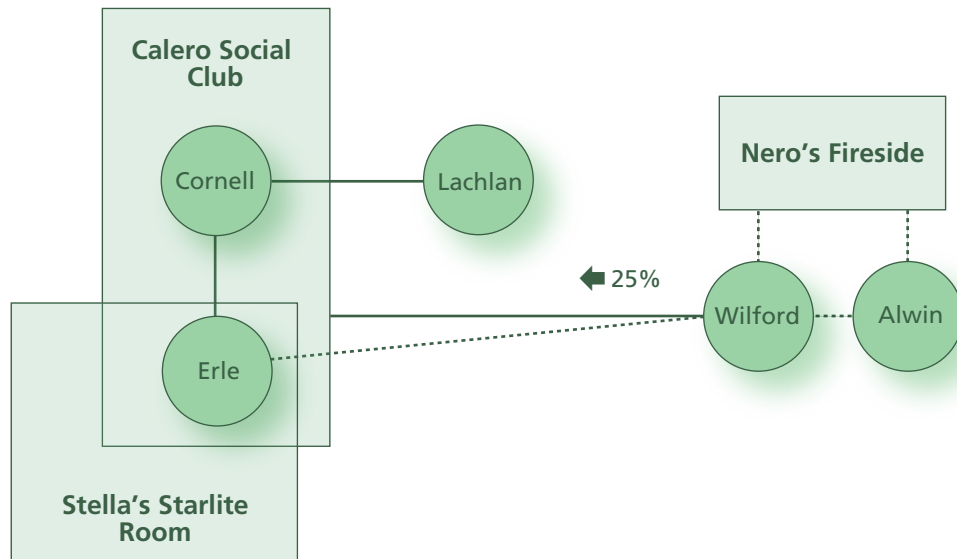 Calero Social
Club
Cornell
Lachlan
Nero’s Fireside
25%
Wilford
Alwin
Erle
Stella’s Starlite
Room